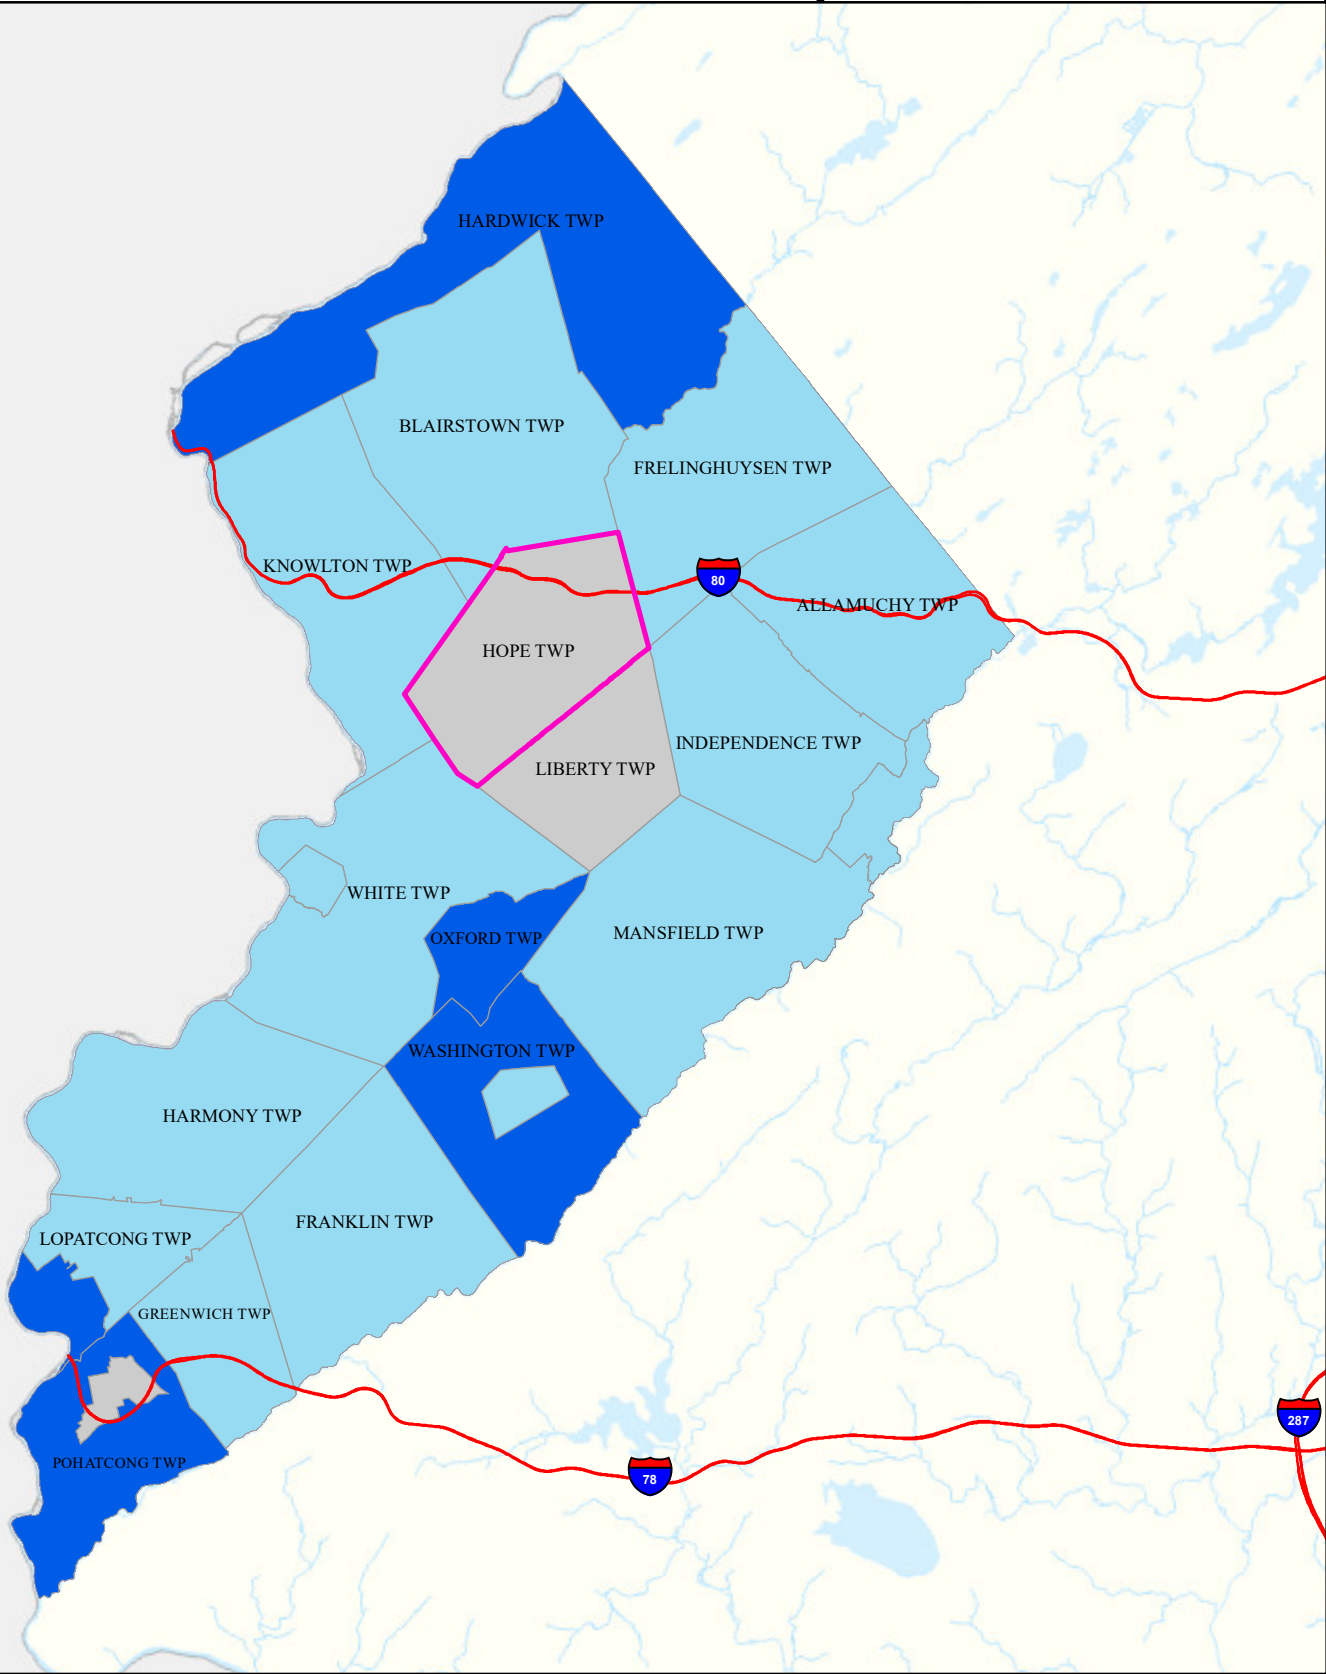 HARDWICK TWP
BLAIRSTOWN TWP
FRELINGHUYSEN TWP
KNOWLTON TWP
80
ALLAMUCHY TWP
HOPE TWP
INDEPENDENCE TWP
LIBERTY TWP
WHITE TWP
OXFORD TWP
MANSFIELD TWP
WASHINGTON TWP
HARMONY TWP
FRANKLIN TWP
LOPATCONG TWP
GREENWICH TWP
287
POHATCONG TWP
78